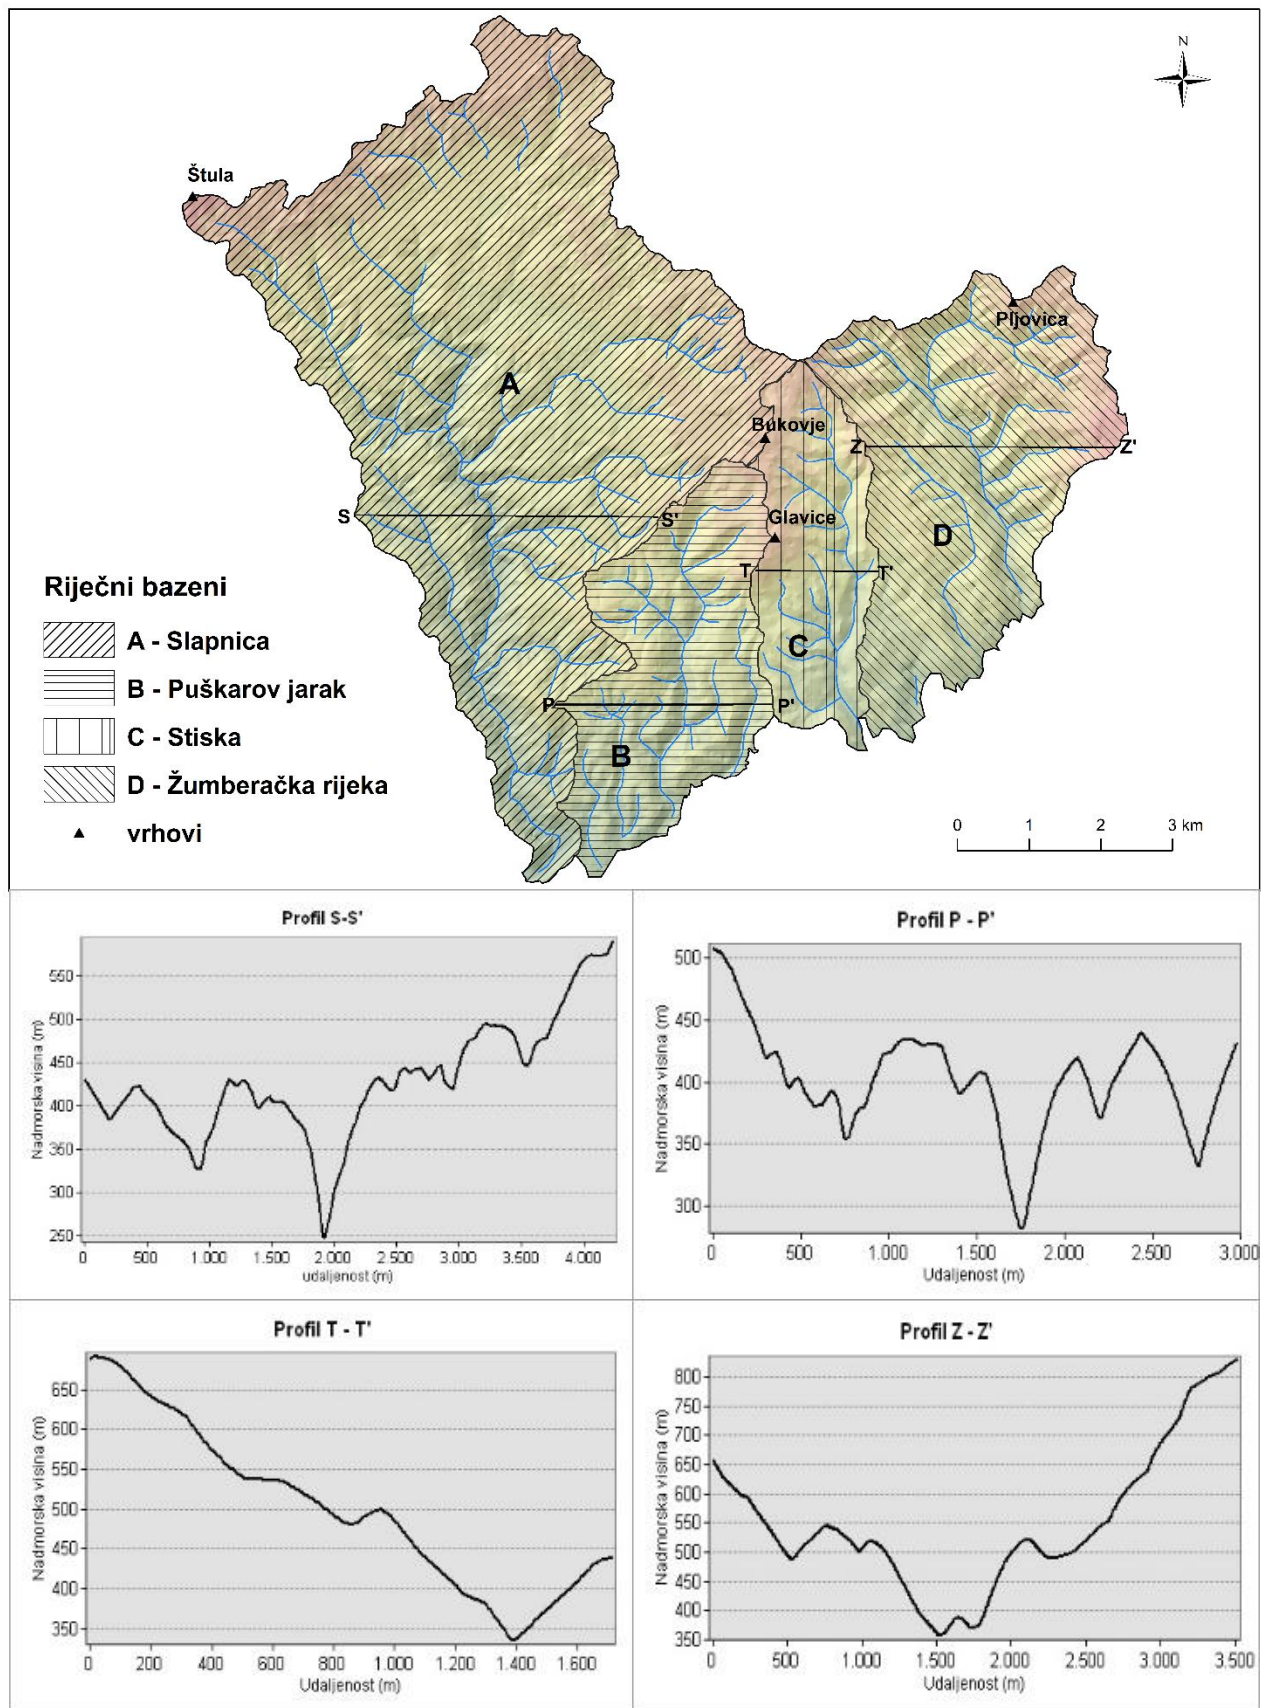 N
Štula
Pljovica
A
Bukovje
Z
Z'
S
S'
Glavice
D
T
T'
Riječni bazeni
A - Slapnica
C
B - Puškarov jarak
P
P'
C - Stiska
B
D - Žumberačka rijeka
vrhovi
0 1 2 3 km
Profil S-S'
Nadmorska visina (m)
550
500
450
400
350
300
250
0 500 1.000 1.500 2.000 2.500 3.000 3.500 4.000
udaljenost (m)
Profil P - P'
Nadmorska visina (m)
500
450
400
350
300
0 500 1.000 1.500 2.000 2.500 3.000
Udaljenost (m)
Profil T - T'
Nadmorska visina (m)
650
600
550
500
450
400
350
0 200 400 600 800 1.000 1.200 1.400 1.600
Udaljenost (m)
Profil Z - Z'
Nadmorska visina (m)
800
750
700
650
600
550
500
450
400
350
0 500 1.000 1.500 2.000 2.500 3.000 3.500
Udaljenost (m)